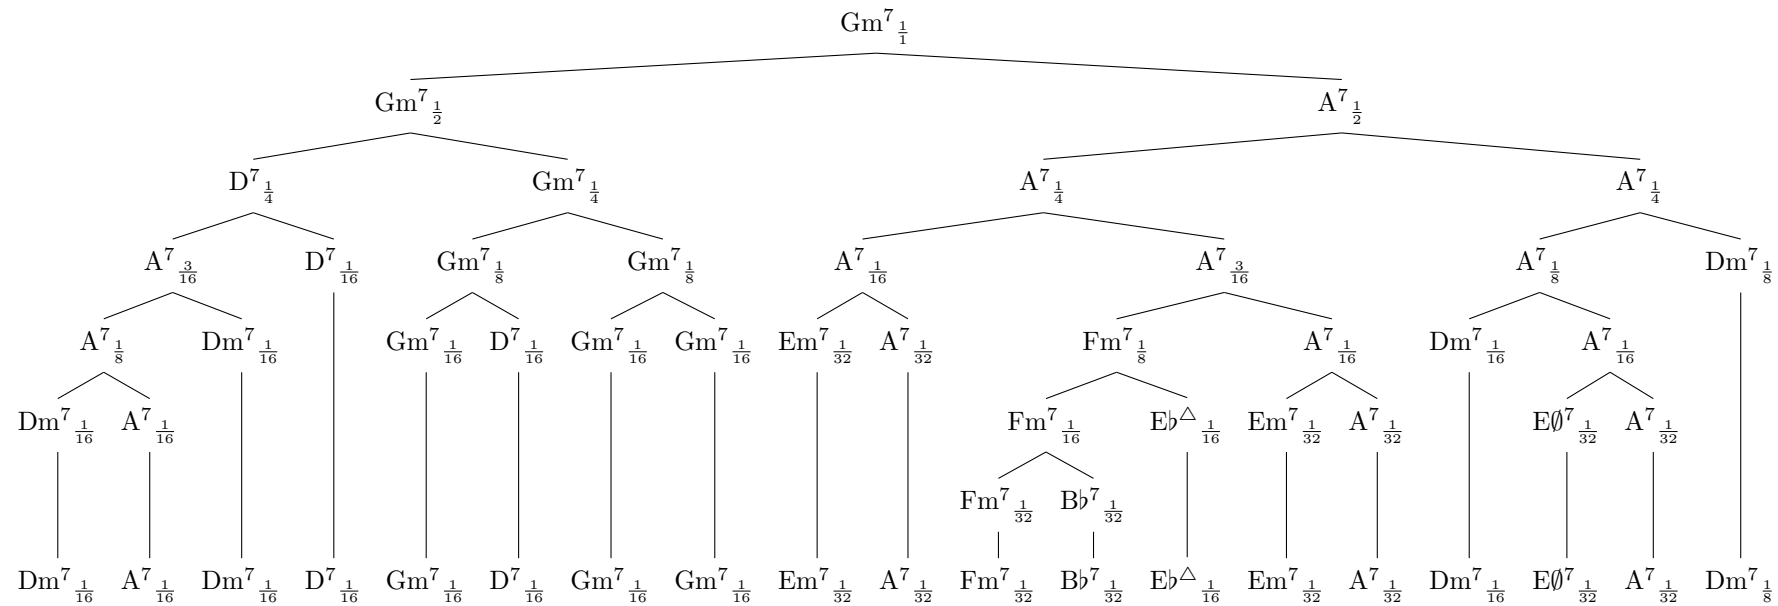 Gm⁷ 1/1
Gm⁷ 1/2 A⁷ 1/2
D⁷ 1/4 Gm⁷ 1/4 A⁷ 1/4 A⁷ 1/4
A⁷ 3/16 D⁷ 1/16 Gm⁷ 1/8 Gm⁷ 1/8 A⁷ 1/16 A⁷ 3/16 A⁷ 1/8 Dm⁷ 1/8
A⁷ 1/8 Dm⁷ 1/16 Gm⁷ 1/16 D⁷ 1/16 Gm⁷ 1/16 Gm⁷ 1/16 Em⁷ 1/32 A⁷ 1/32 Fm⁷ 1/8 A⁷ 1/16 Dm⁷ 1/16 A⁷ 1/16
Dm⁷ 1/16 A⁷ 1/16 Fm⁷ 1/16 E♭△ 1/16 Em⁷ 1/32 A⁷ 1/32 E∅⁷ 1/32 A⁷ 1/32
Fm⁷ 1/32 B♭⁷ 1/32
Dm⁷ 1/16 A⁷ 1/16 Dm⁷ 1/16 D⁷ 1/16 Gm⁷ 1/16 D⁷ 1/16 Gm⁷ 1/16 Gm⁷ 1/16 Em⁷ 1/32 A⁷ 1/32 Fm⁷ 1/32 B♭⁷ 1/32 E♭△ 1/16 Em⁷ 1/32 A⁷ 1/32 Dm⁷ 1/16 E∅⁷ 1/32 A⁷ 1/32 Dm⁷ 1/8